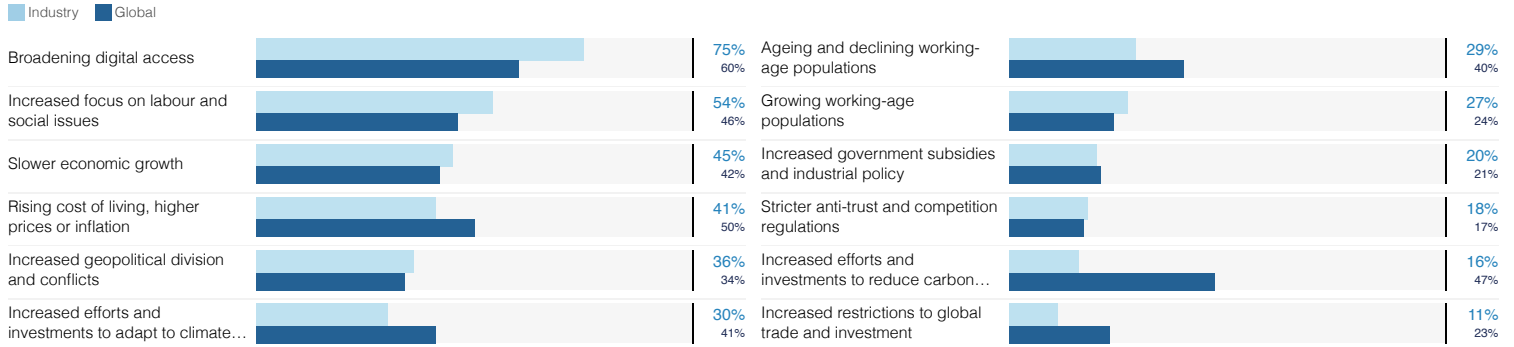 Industry Global
Broadening digital access
75%
60%
Increased focus on labour and
social issues
54%
46%
Slower economic growth
45%
42%
Rising cost of living, higher
prices or inflation
41%
50%
Increased geopolitical division
and conflicts
36%
34%
Increased efforts and
investments to adapt to climate…
30%
41%
Ageing and declining working-
age populations
29%
40%
Growing working-age
populations
27%
24%
Increased government subsidies
and industrial policy
20%
21%
Stricter anti-trust and competition
regulations
18%
17%
Increased efforts and
investments to reduce carbon…
16%
47%
Increased restrictions to global
trade and investment
11%
23%